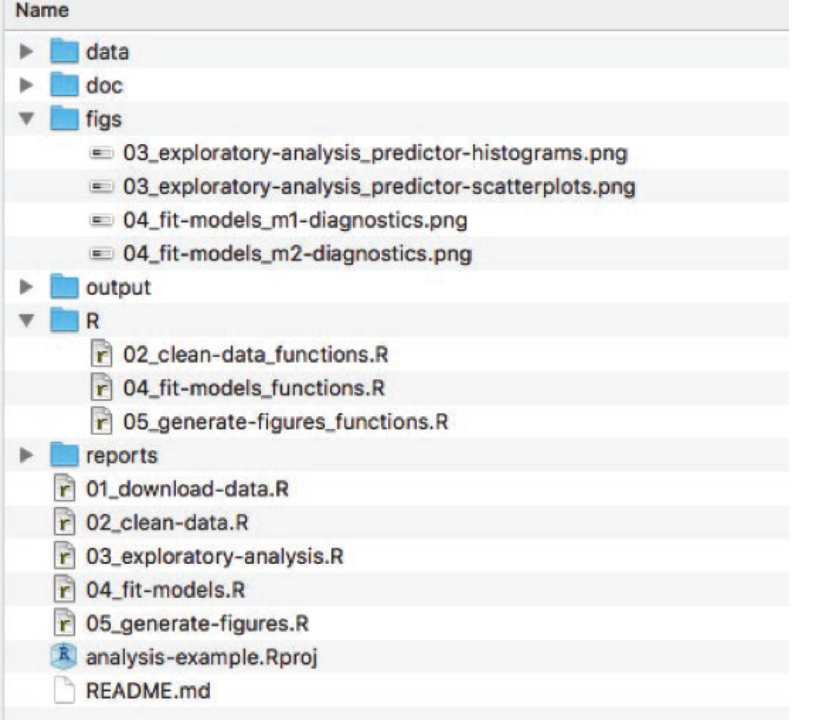 Name
data
doc
figs
03_exploratory-analysis_predictor-histograms.png
03_exploratory-analysis_predictor-scatterplots.png
04_fit-models_m1-diagnostics.png
04_fit-models_m2-diagnostics.png
output
R
02_clean-data_functions.R
04_fit-models_functions.R
05_generate-figures_functions.R
reports
01_download-data.R
02_clean-data.R
03_exploratory-analysis.R
04_fit-models.R
05_generate-figures.R
analysis-example.Rproj
README.md